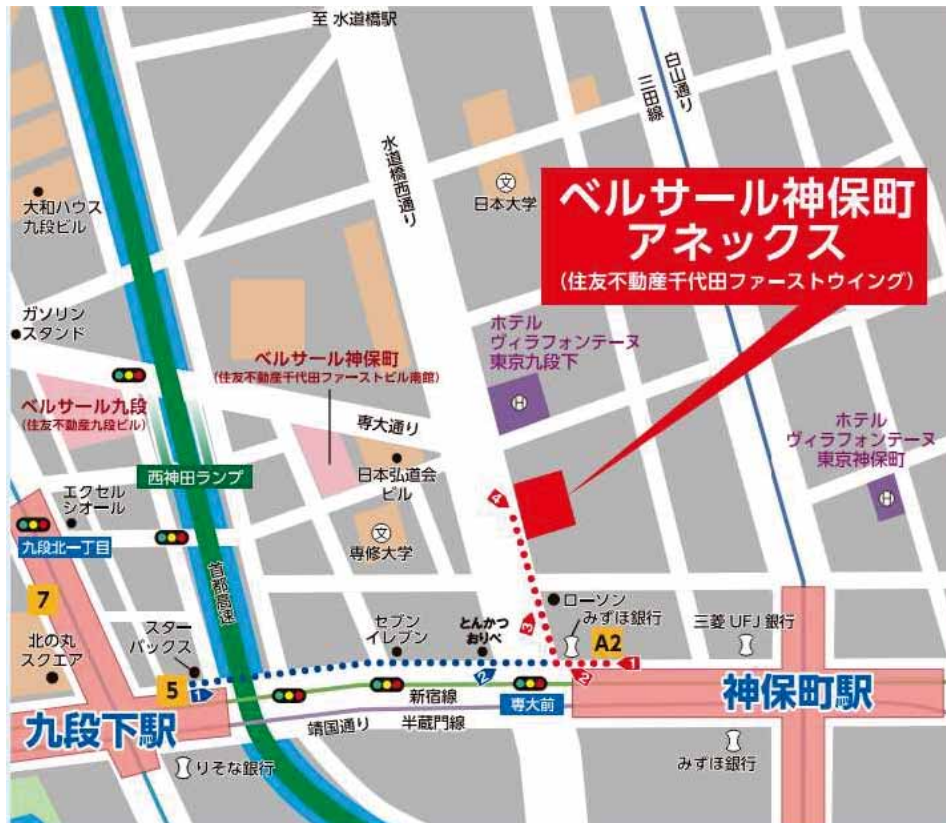 至 水道橋駅
白山通り
三田線
水道橋西通り
文
日本大学
大和ハウス
九段ビル
ベルサール神保町
アネックス
(住友不動産千代田ファーストウイング)
ガソリン
スタンド
ホテル
ヴィラフォンテーヌ
東京九段下
H
ベルサール神保町
(住友不動産千代田ファーストビル南館)
ベルサール九段
(住友不動産九段ビル)
専大通り
ホテル
ヴィラフォンテーヌ
東京神保町
H
西神田ランプ
日本弘道会
ビル
エクセル
シオール
4
九段北一丁目
文
専修大学
首都高速
7
ローソン
みずほ銀行
スター
バックス
セブン
イレブン
とんかつ
おりべ
3
A2
三菱UFJ銀行
北の丸
スクエア
5
1
2
2
1
新宿線
専大前
神保町駅
九段下駅
靖国通り
半蔵門線
りそな銀行
みずほ銀行